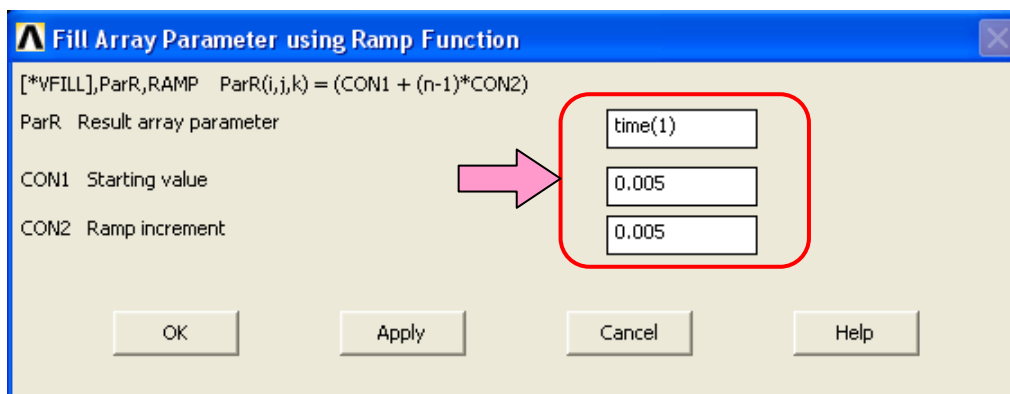 Fill Array Parameter using Ramp Function
[*VFILL],ParR,RAMP ParR(i,j,k) = (CON1 + (n-1)*CON2)
ParR Result array parameter time(1)
CON1 Starting value 0.005
CON2 Ramp increment 0.005
OK Apply Cancel Help